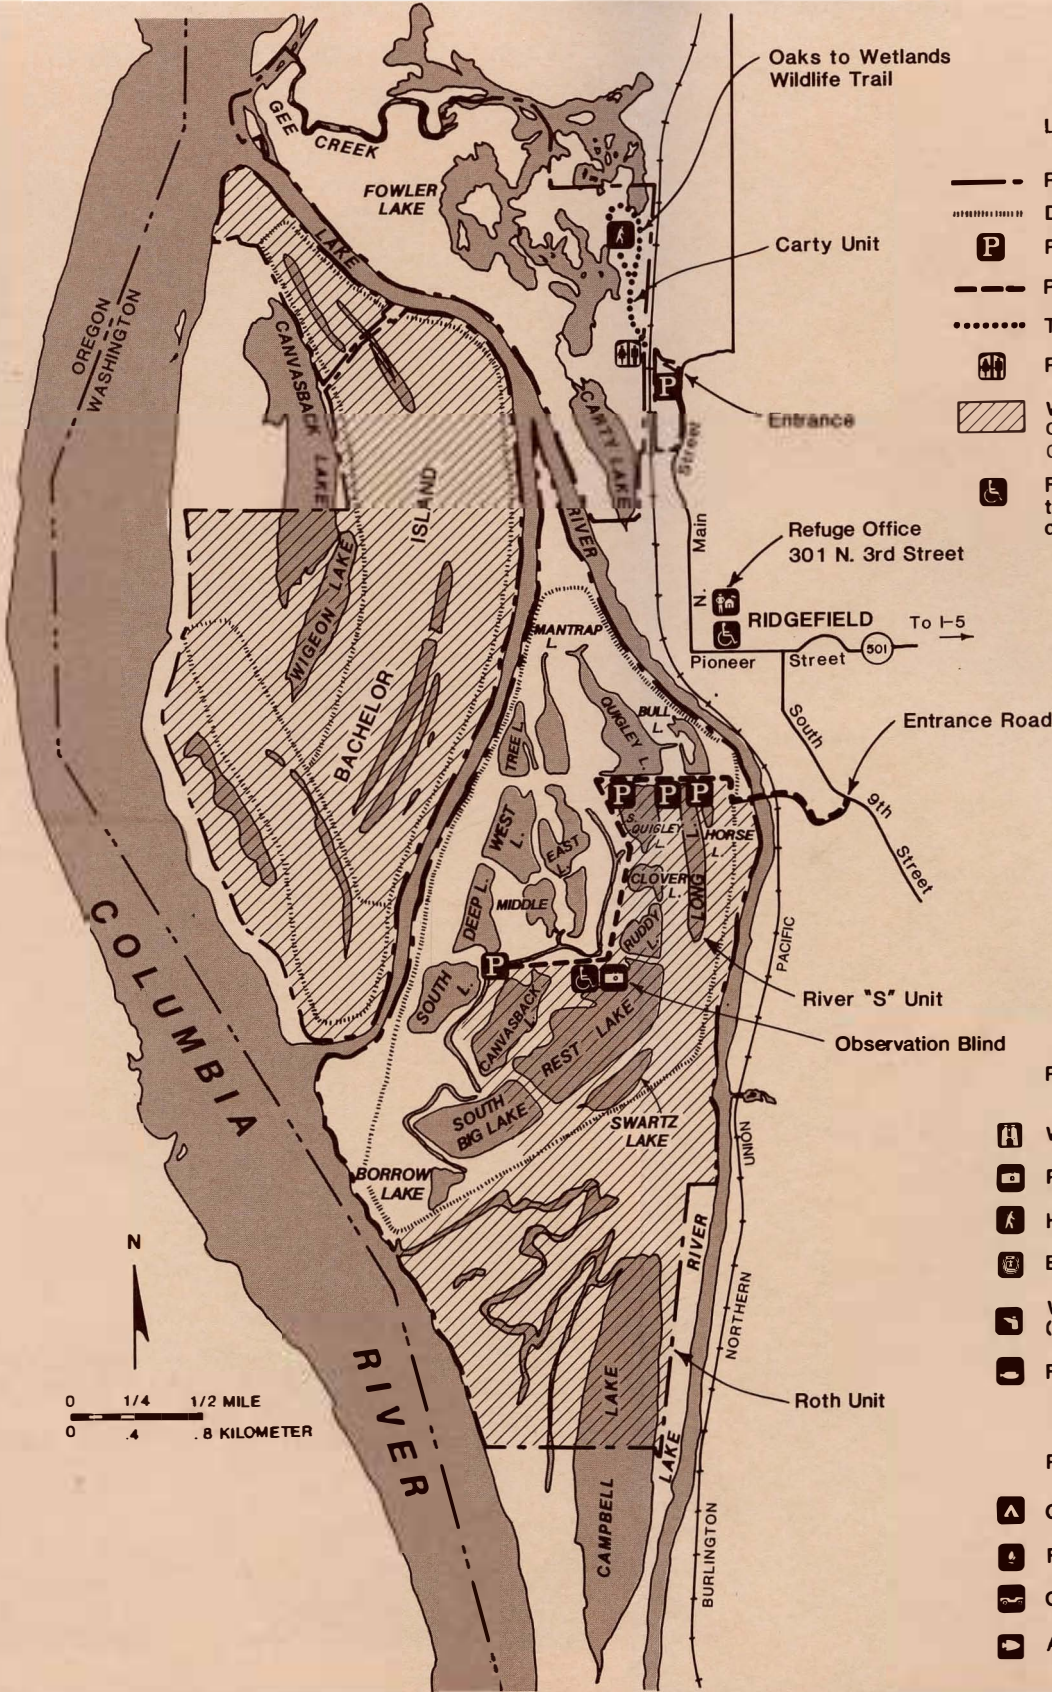 Oaks to Wetlands
Wildlife Trail
GEE
CREEK
FOWLER
LAKE
LAKE
Carty Unit
OREGON
WASHINGTON
CANVASBACK
LAKE
P
Entrance
CARTY LAKE
Street
ISLAND
RIVER
Main
N.
Refuge Office
301 N. 3rd Street
RIDGEFIELD
To I-5
501
Pioneer
Street
WIGEON LAKE
MANTRAP
L.
BACHELOR
TREE L.
QUIGLEY
L.
BULL
L.
South
9th
Street
Entrance Road
P
P
P
S.
QUIGLEY
L.
L.
LONG
HORSE
L.
WEST
L.
EAST
L.
CLOVER
L.
MIDDLE
DEEP L.
RUDDY
L.
PACIFIC
P
SOUTH
L.
CANVASBACK
L.
REST LAKE
River "S" Unit
Observation Blind
COLUMBIA
SOUTH
BIG LAKE
SWARTZ
LAKE
UNION
BORROW
LAKE
RIVER
NORTHERN
N
RIVER
LAKE
Roth Unit
0 1/4 1/2 MILE
0 .4 .8 KILOMETER
LAKE
CAMPBELL
BURLINGTON
P